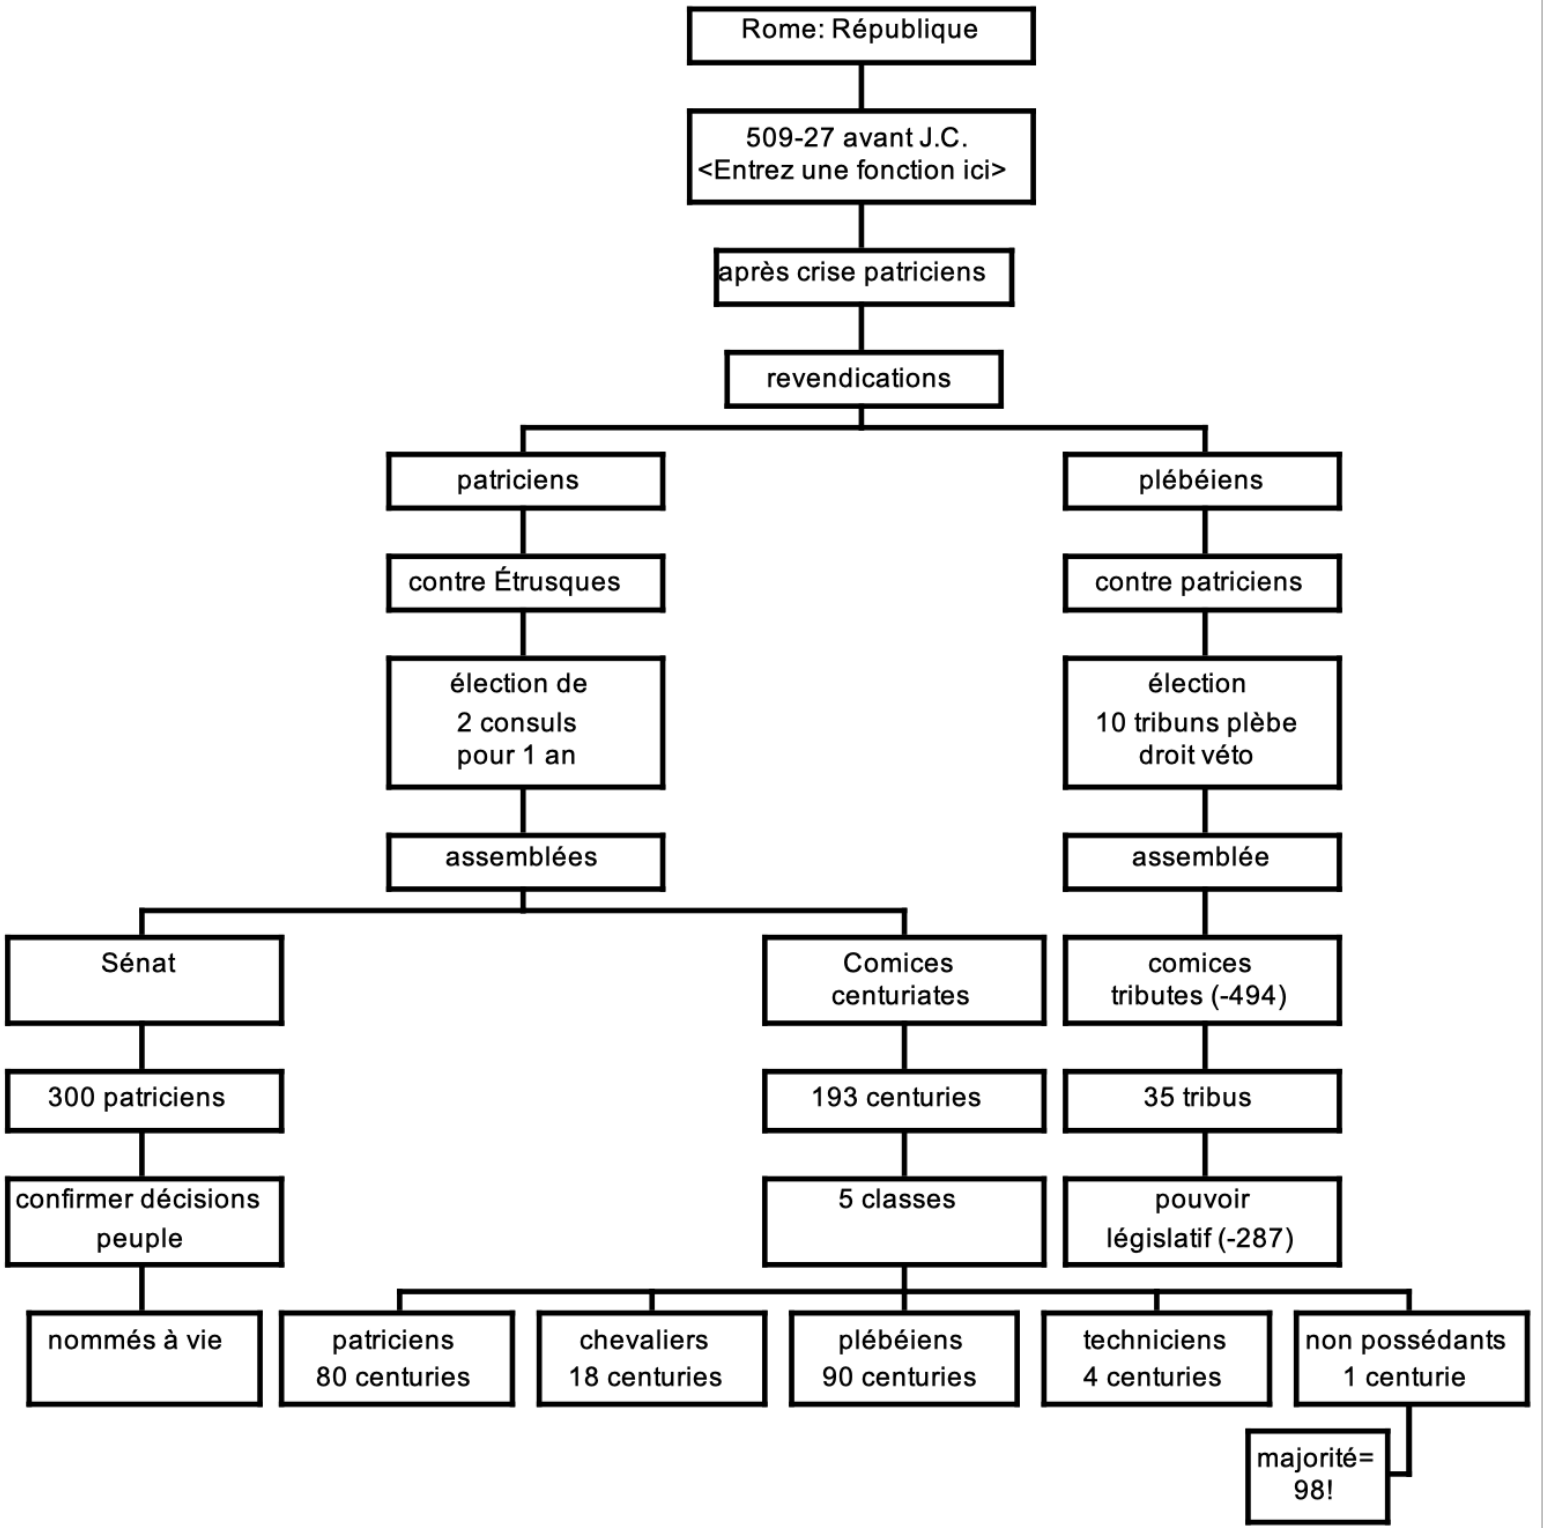 Rome: République
509-27 avant J.C.
<Entrez une fonction ici>
après crise patriciens
revendications
patriciens
plébéiens
contre Étrusques
contre patriciens
élection de
2 consuls
pour 1 an
élection
10 tribuns plèbe
droit véto
assemblées
assemblée
Sénat
Comices
centuriates
comices
tributes (-494)
300 patriciens
193 centuries
35 tribus
confirmer décisions
peuple
5 classes
pouvoir
législatif (-287)
nommés à vie
patriciens
80 centuries
chevaliers
18 centuries
plébéiens
90 centuries
techniciens
4 centuries
non possédants
1 centurie
majorité=
98!